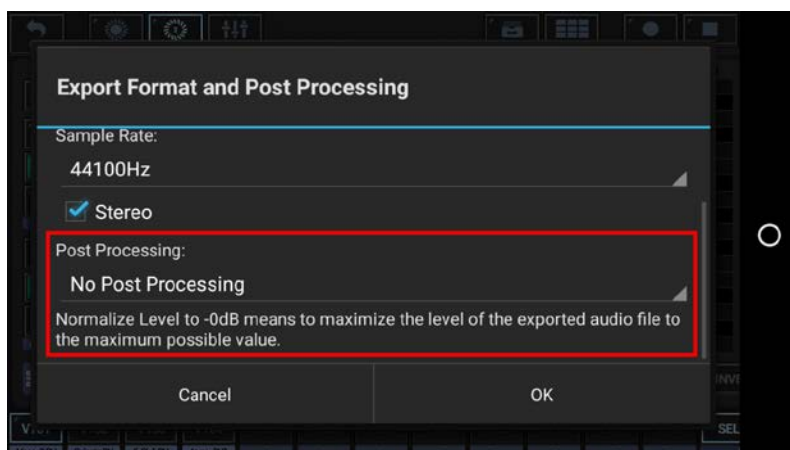 Export Format and Post Processing
Sample Rate:
44100Hz
Stereo
Post Processing:
No Post Processing
Normalize Level to -0dB means to maximize the level of the exported audio file to
the maximum possible value.
Cancel
OK
SEL